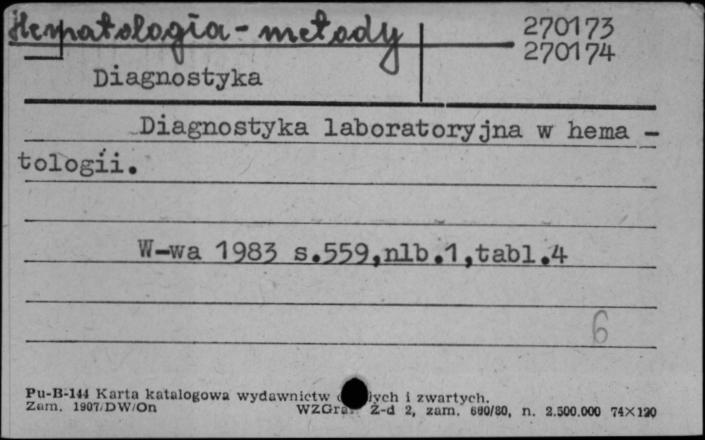 Hematologia - metody
270173
270174
Diagnostyka
Diagnostyka laboratoryjna w hema -
tologii.
W-wa 1983 s.559,nlb.1,tabl.4
6
Pu-B-144 Karta katalogowa wydawnictw i zwartych.
Zam. 1907/DW/On WZGraf. Z-d 2, zam. 680/80, n. 2.500.000 74×120